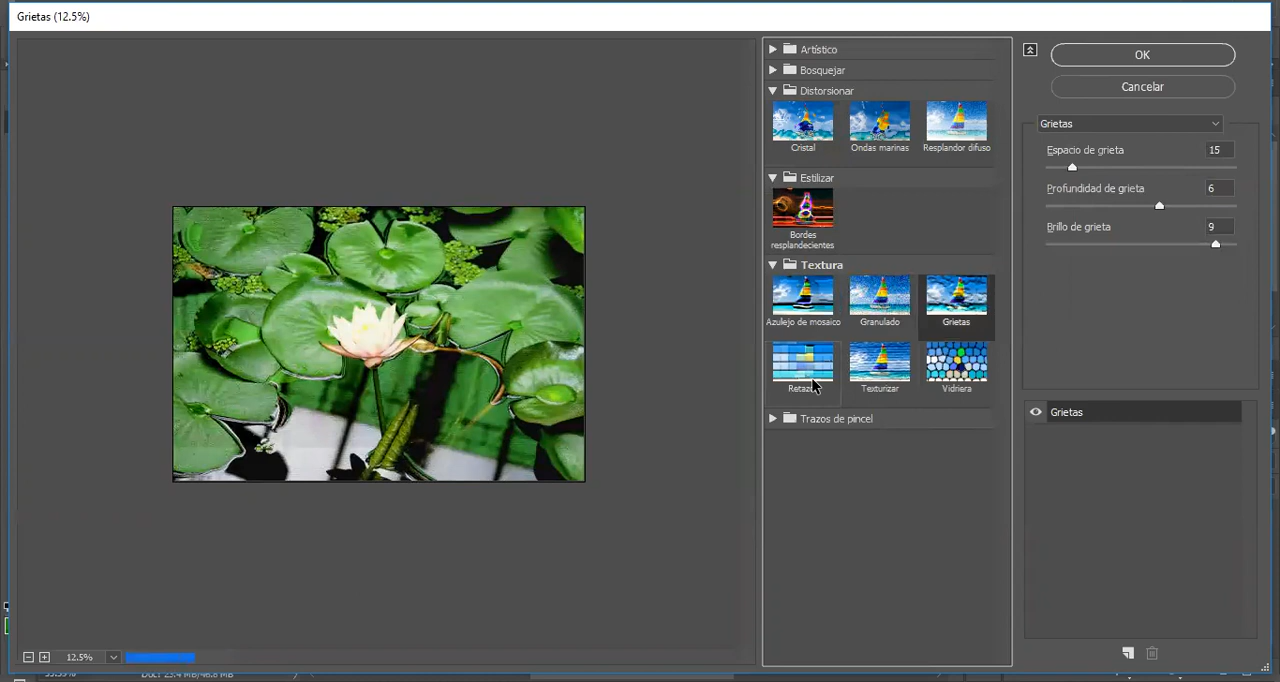 Grietas (12.5%)
Artístico
Bosquejar
Distorsionar
Cristal
Ondas marinas
Resplandor difuso
Estilizar
Bordes
resplandecientes
Textura
Azulejo de mosaico
Granulado
Grietas
Texturizar
Vidriera
Trazos de pincel
OK
Cancelar
Grietas
Espacio de grieta 15
Profundidad de grieta 6
Brillo de grieta 9
Grietas
12.5%